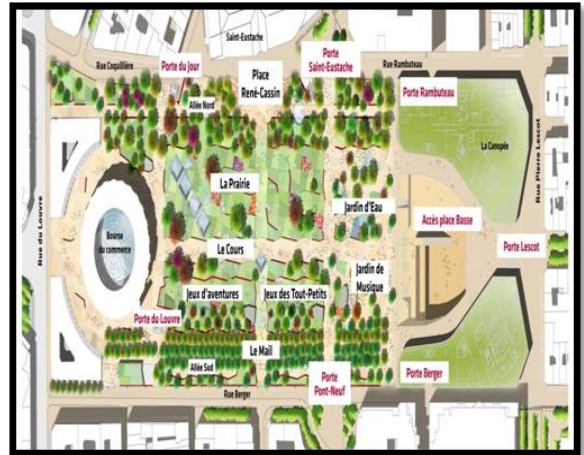 Saint-Eustache
Rue Coquillière
Porte du Jour
Place
René-Cassin
Porte
Saint-Eustache
Rue Rambuteau
Allée Nord
Porte Rambuteau
La Canopée
Rue Pierre Lescot
La Prairie
Jardin d'Eau
Accès place Basse
Rue du Louvre
Bourse
du commerce
Le Cours
Porte Lescot
Jardin de
Musique
Jeux d'aventures
Jeux des Tout-Petits
Porte du Louvre
Le Mail
Allée Sud
Porte
Pont-Neuf
Porte Berger
Rue Berger